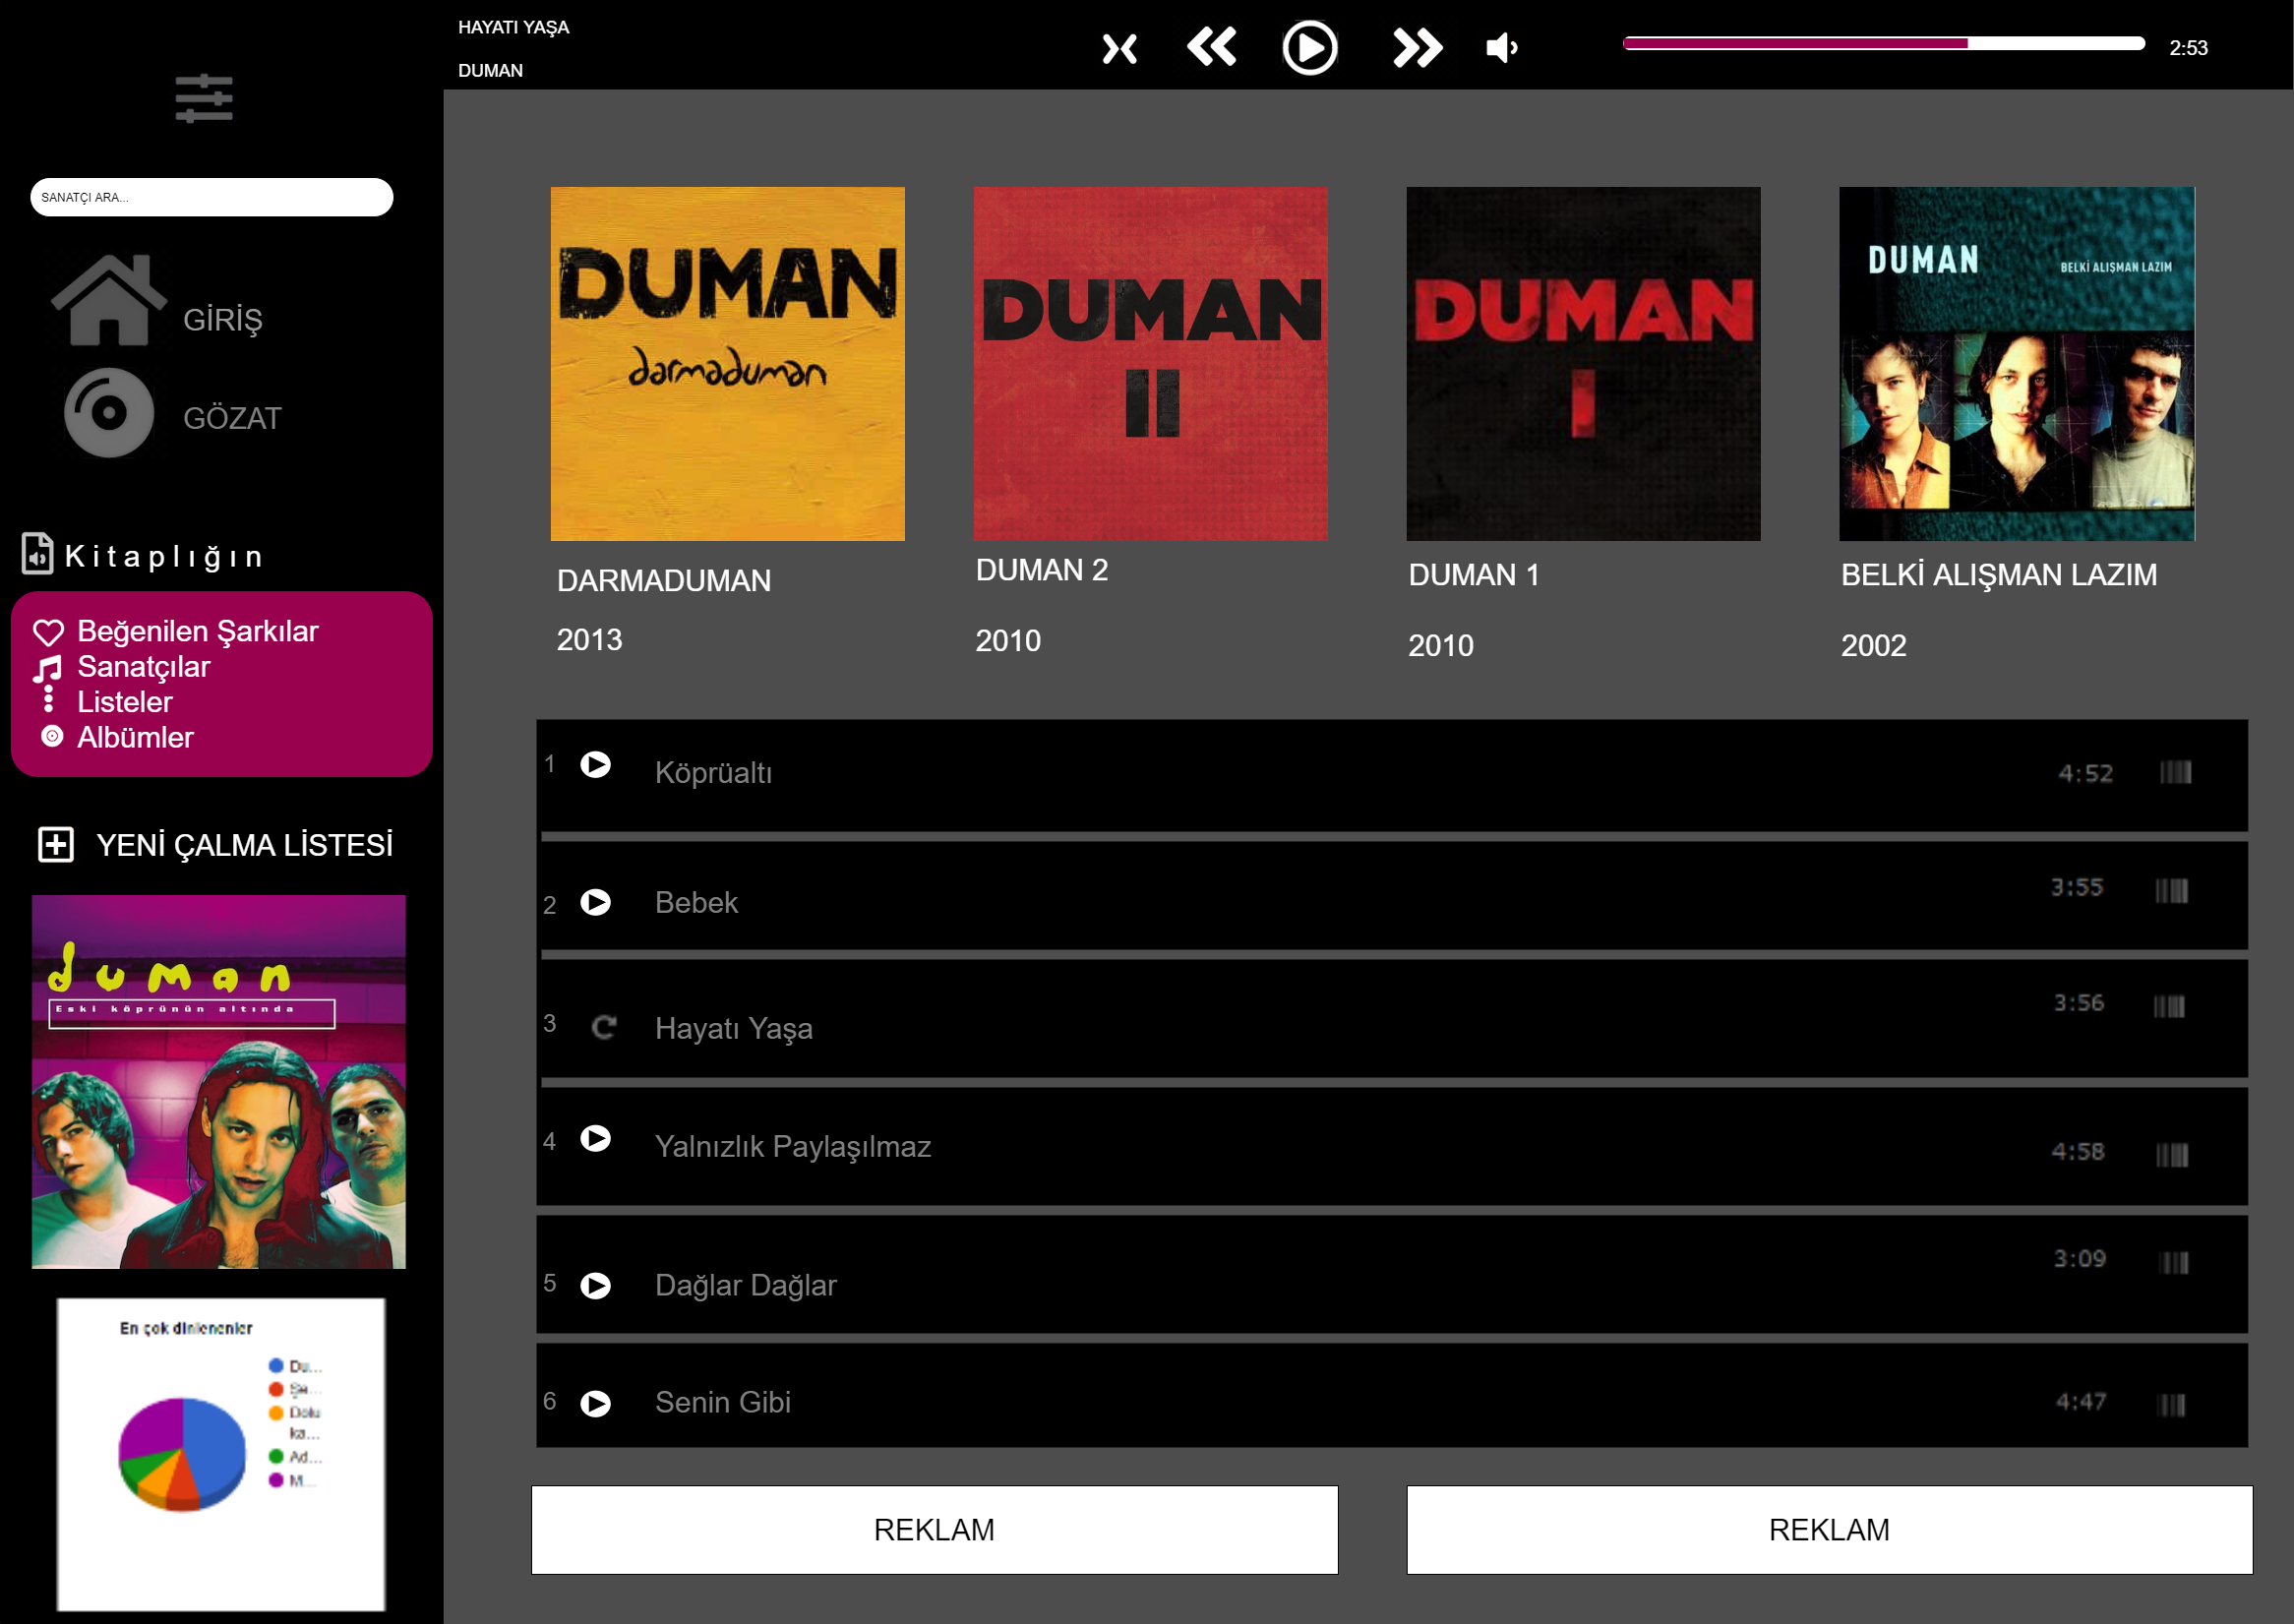 HAYATI YAŞA
DUMAN
2:53
SANATÇI ARA...
GİRİŞ
GÖZAT
Kitaplığın
Beğenilen Şarkılar
Sanatçılar
Listeler
Albümler
YENİ ÇALMA LİSTESİ
duman
Eski köprünün altında
En çok dinlenenler
Du...
Şe...
Dolu
ka...
Ad...
M...
DUMAN
darmaduman
DUMAN
II
DUMAN
I
DUMAN
BELKİ ALIŞMAN LAZIM
DARMADUMAN
2013
DUMAN 2
2010
DUMAN 1
2010
BELKİ ALIŞMAN LAZIM
2002
1 Köprüaltı 4:52
2 Bebek 3:55
3 Hayatı Yaşa 3:56
4 Yalnızlık Paylaşılmaz 4:58
5 Dağlar Dağlar 3:09
6 Senin Gibi 4:47
REKLAM
REKLAM